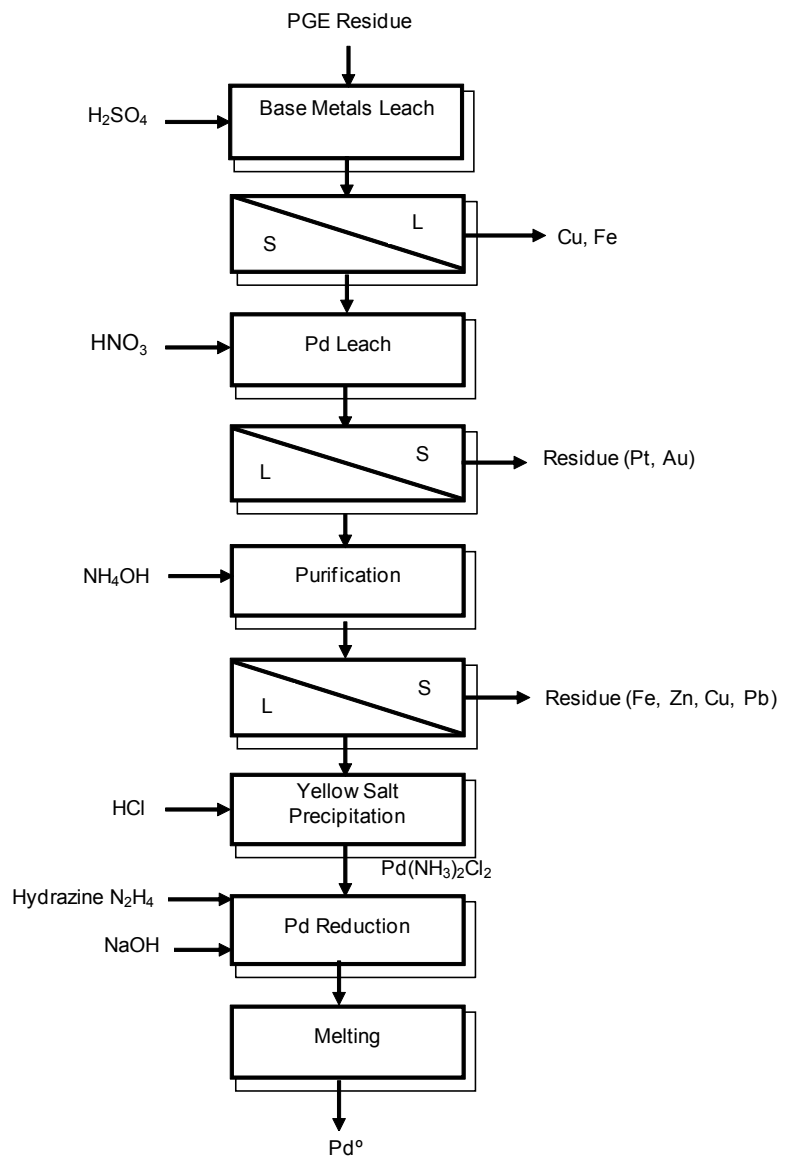 PGE Residue
Base Metals Leach
H₂SO₄
L
S
Cu, Fe
HNO₃
Pd Leach
S
L
Residue (Pt, Au)
NH₄OH
Purification
S
L
Residue (Fe, Zn, Cu, Pb)
Yellow Salt
Precipitation
HCl
Pd(NH₃)₂Cl₂
Hydrazine N₂H₄
Pd Reduction
NaOH
Melting
Pdº